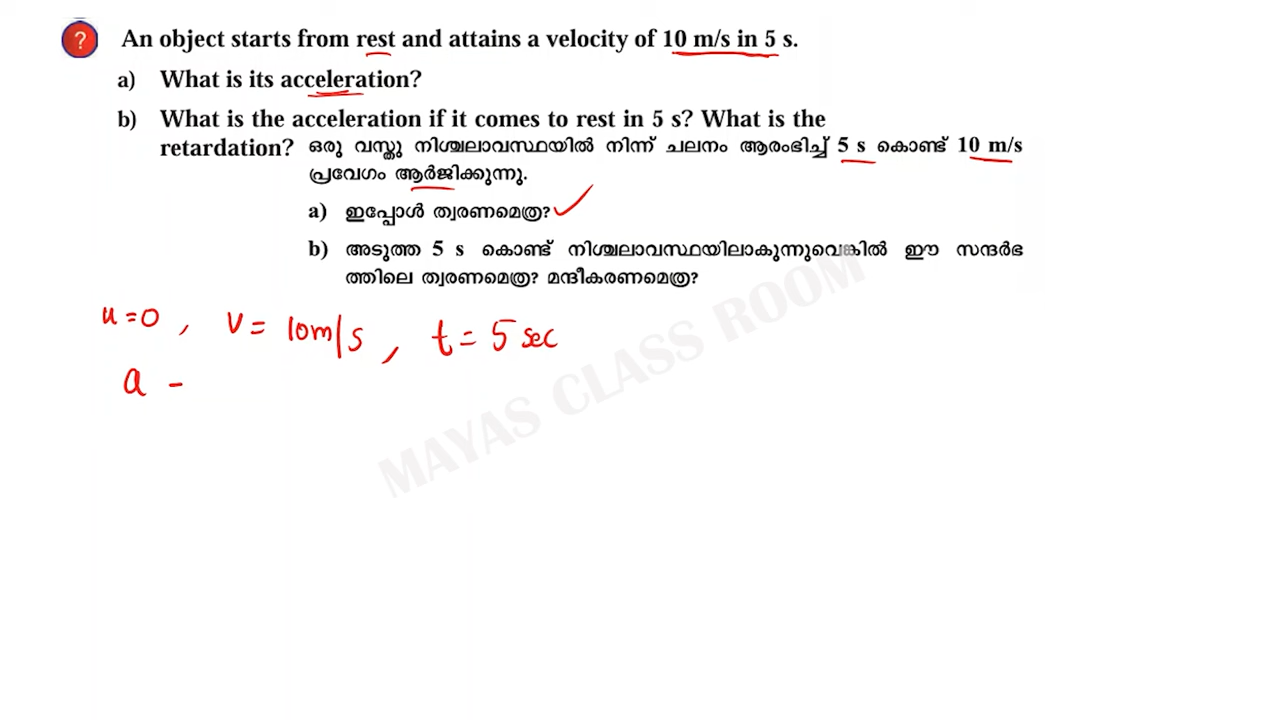 ? An object starts from rest and attains a velocity of 10 m/s in 5 s.
a) What is its acceleration?
b) What is the acceleration if it comes to rest in 5 s? What is the
retardation? ഒരു വസ്തു നിശ്ചലാവസ്ഥയിൽ നിന്ന് ചലനം ആരംഭിച്ച് 5 s കൊണ്ട് 10 m/s
പ്രവേഗം ആർജിക്കുന്നു.
a) ഇപ്പോൾ ത്വരണമെത്ര?
b) അടുത്ത 5 s കൊണ്ട് നിശ്ചലാവസ്ഥയിലാകുന്നുവെങ്കിൽ ഈ സന്ദർഭ
ത്തിലെ ത്വരണമെത്ര? മന്ദീകരണമെത്ര?
u=0, v= 10m/s, t= 5 sec
a -
MAYAS CLASS ROOM